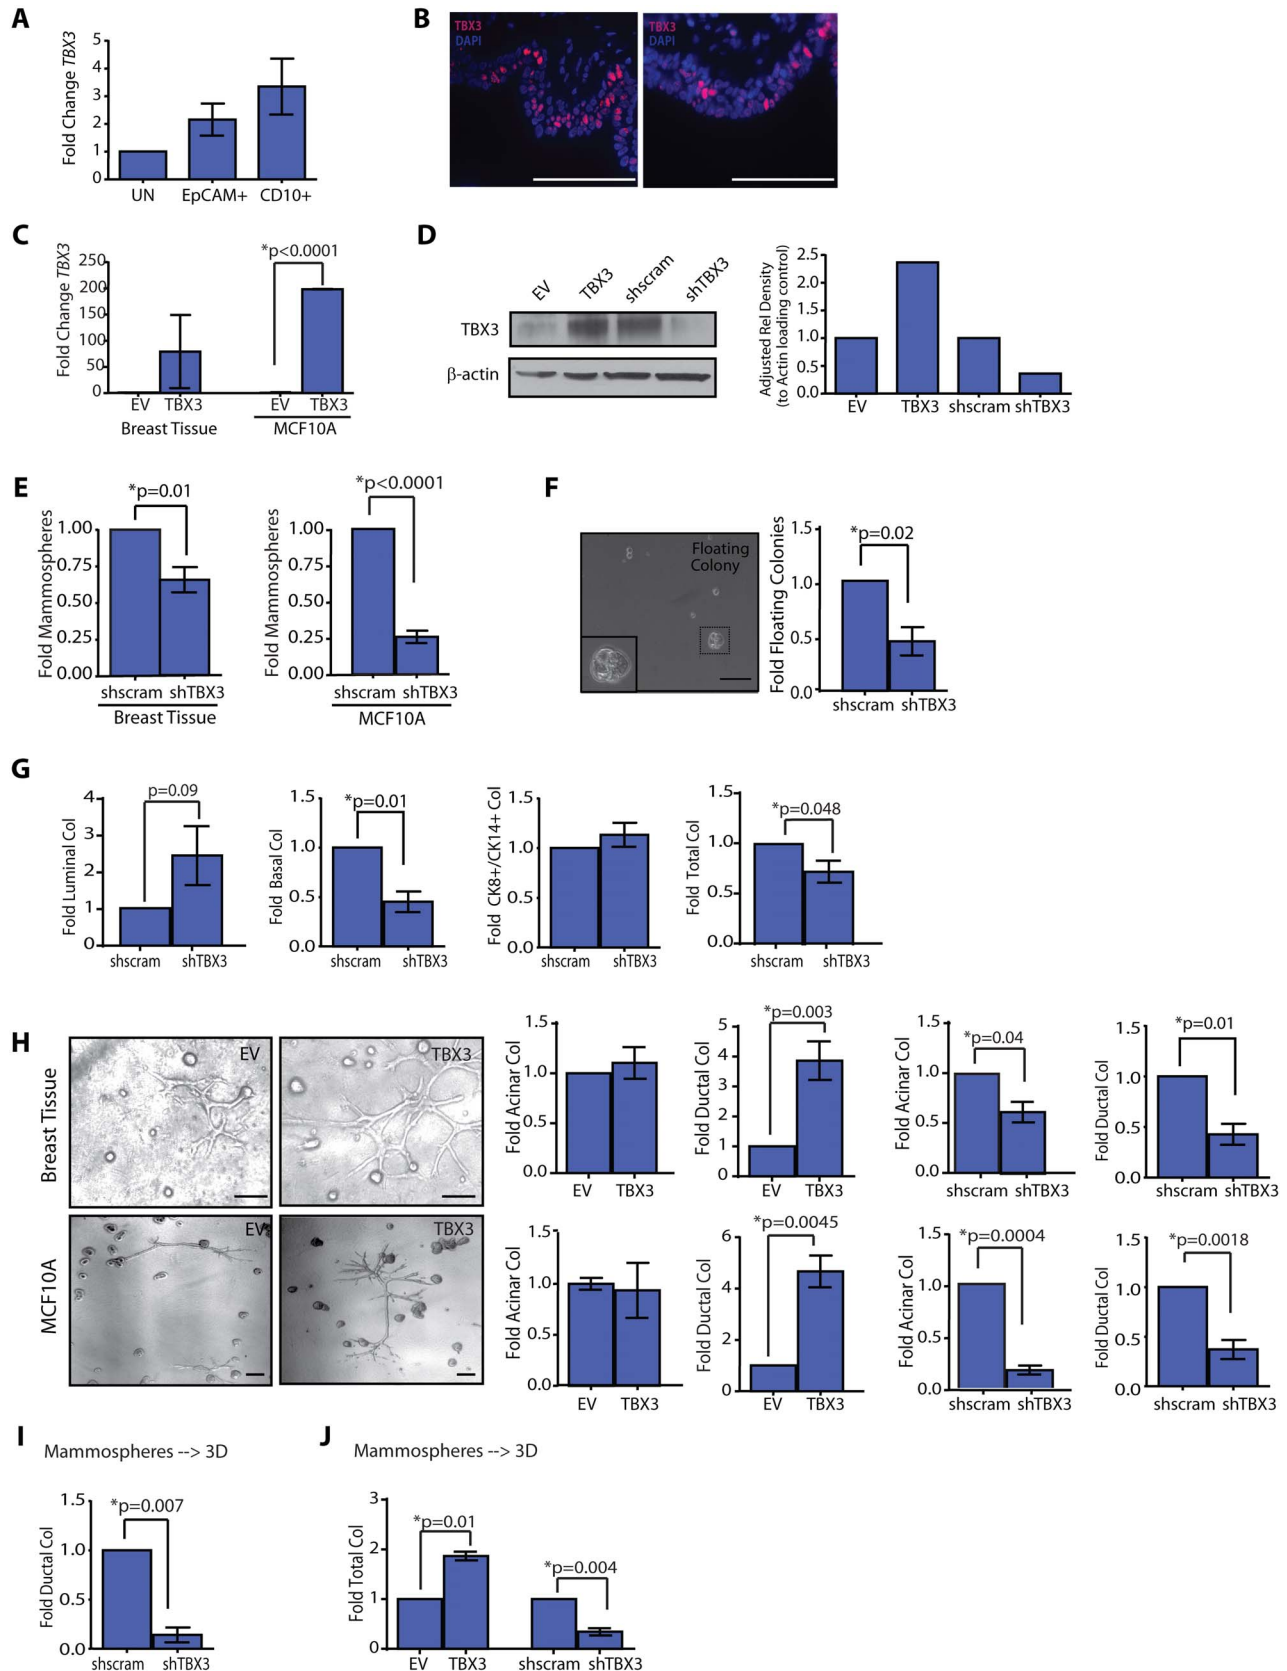 A
Fold Change TBX3
5
4
3
2
1
0
UN EpCAM+ CD10+
B
TBX3
DAPI
TBX3
DAPI
C
Fold Change TBX3
250
200
150
100
50
0
*p<0.0001
EV TBX3 EV TBX3
Breast Tissue MCF10A
D
EV TBX3 shscram shTBX3
TBX3
β-actin
Adjusted Rel Density
(to Actin loading control)
2.5
2.0
1.5
1.0
0.5
0.0
EV TBX3 shscram shTBX3
E
Fold Mammospheres
*p=0.01
1.00
0.75
0.50
0.25
0.00
shscram shTBX3
Breast Tissue
Fold Mammospheres
*p<0.0001
1.00
0.75
0.50
0.25
0.00
shscram shTBX3
MCF10A
F
Floating
Colony
Fold Floating Colonies
1.5
1.0
0.5
0.0
*p=0.02
shscram shTBX3
G
Fold Luminal Col
4
3
2
1
0
p=0.09
shscram shTBX3
Fold Basal Col
1.5
1.0
0.5
0.0
*p=0.01
shscram shTBX3
Fold CK8+/CK14+ Col
1.5
1.0
0.5
0.0
shscram shTBX3
Fold Total Col
1.5
1.0
0.5
0.0
*p=0.048
shscram shTBX3
H
Breast Tissue
EV
TBX3
Fold Acinar Col
1.5
1.0
0.5
0.0
EV TBX3
Fold Ductal Col
5
4
3
2
1
0
*p=0.003
EV TBX3
Fold Acinar Col
1.5
1.0
0.5
0.0
*p=0.04
shscram shTBX3
Fold Ductal Col
1.5
1.0
0.5
0.0
*p=0.01
shscram shTBX3
MCF10A
EV
TBX3
Fold Acinar Col
1.5
1.0
0.5
0.0
EV TBX3
Fold Ductal Col
6
4
2
0
*p=0.0045
EV TBX3
Fold Acinar Col
1.5
1.0
0.5
0.0
*p=0.0004
shscram shTBX3
Fold Ductal Col
1.5
1.0
0.5
0.0
*p=0.0018
shscram shTBX3
I
Mammospheres --> 3D
Fold Ductal Col
1.5
1.0
0.5
0.0
*p=0.007
shscram shTBX3
J
Mammospheres --> 3D
Fold Total Col
3
2
1
0
*p=0.01
*p=0.004
EV TBX3 shscram shTBX3